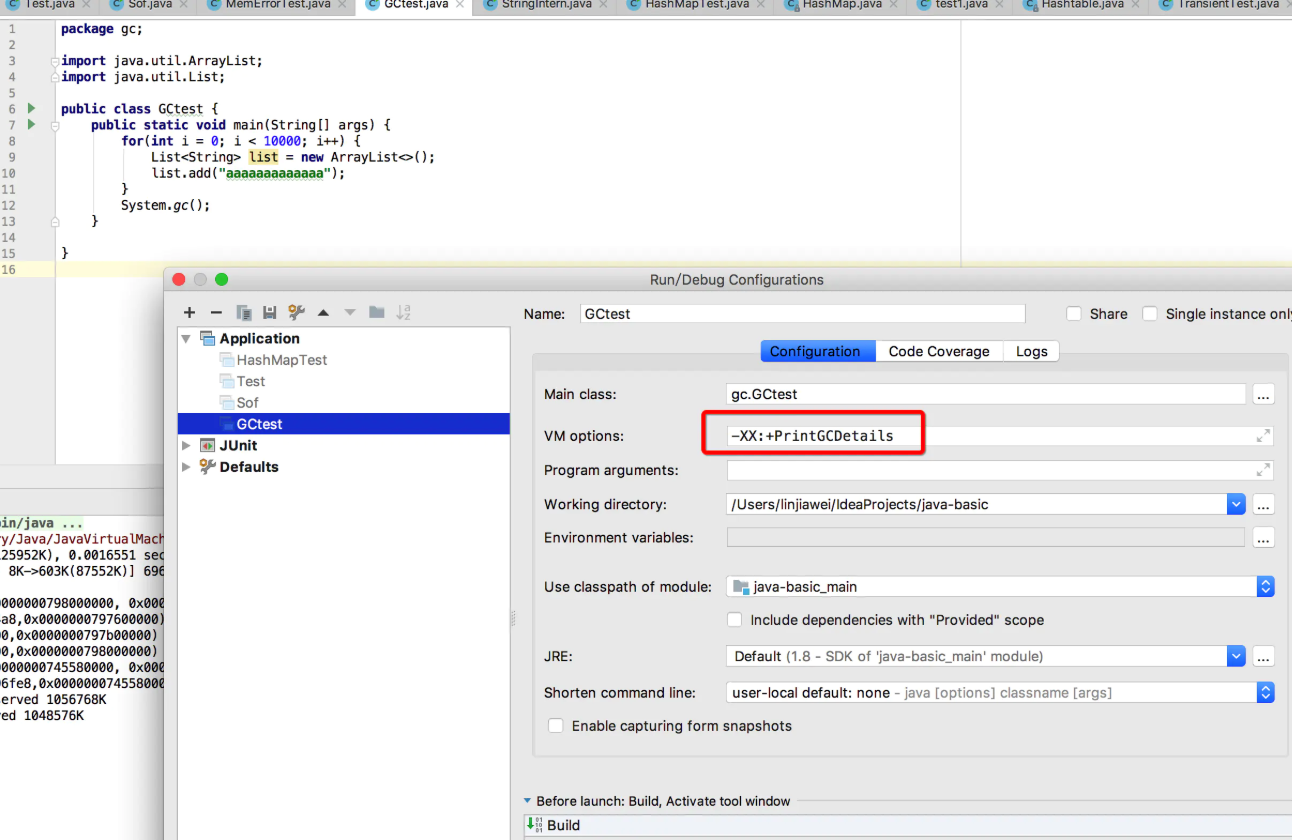 Test.java Sof.java MemErrorTest.java GCtest.java StringIntern.java HashMapTest.java HashMap.java test1.java Hashtable.java TransientTest.java
1 package gc;
2
3 import java.util.ArrayList;
4 import java.util.List;
5
6 public class GCtest {
7 public static void main(String[] args) {
8 for(int i = 0; i < 10000; i++) {
9 List<String> list = new ArrayList<>();
10 list.add("aaaaaaaaaaaaa");
11 }
12 System.gc();
13 }
14
15 }
16
Run/Debug Configurations
Name: GCtest Share Single instance only
Application
HashMapTest
Test
Sof
GCtest
JUnit
Defaults
Configuration Code Coverage Logs
Main class: gc.GCtest ...
VM options: -XX:+PrintGCDetails
Program arguments:
Working directory: /Users/linjiawei/IdeaProjects/java-basic ...
Environment variables: ...
Use classpath of module: java-basic_main
Include dependencies with "Provided" scope
JRE: Default (1.8 - SDK of 'java-basic_main' module) ...
Shorten command line: user-local default: none - java [options] classname [args]
Enable capturing form snapshots
Before launch: Build, Activate tool window
Build
in/java ...
y/Java/JavaVirtualMach
25952K), 0.0016551 sec
8K->603K(87552K)] 696
000000798000000, 0x000
a8,0x0000000797600000)
00,0x0000000797b00000)
00,0x0000000798000000)
000000745580000, 0x000
6fe8,0x000000074558000
erved 1056768K
ed 1048576K